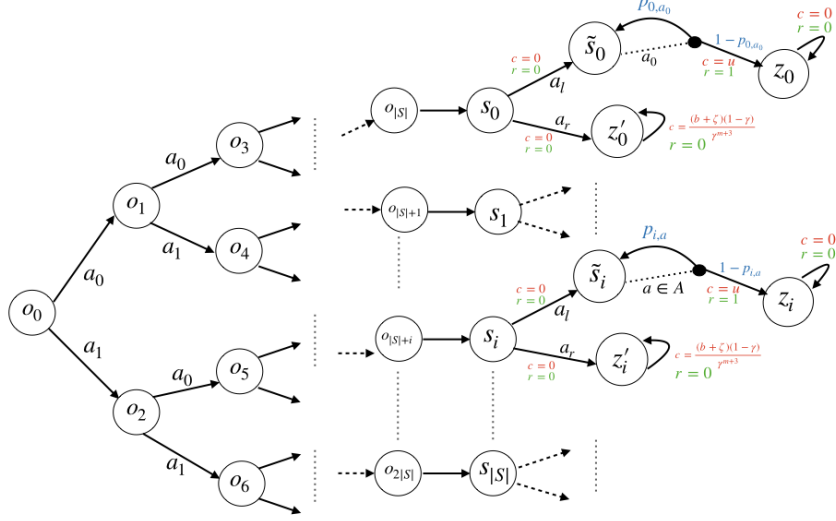 p_{0,a_0}
c = 0
r = 0
s̃_0
1 − p_{0,a_0}
c = 0
r = 0
a_0
c = u
r = 1
z_0
a_l
o_{|S|}
s_0
a_r
c = 0
r = 0
z'_0
c = \frac{(b + ζ)(1 − γ)}{γ^{m+3}}
r = 0
o_3
a_0
o_1
a_1
o_4
o_{|S|+1}
s_1
a_0
o_0
p_{i,a}
c = 0
r = 0
s̃_i
1 − p_{i,a}
c = 0
r = 0
a ∈ A
c = u
r = 1
z_i
a_l
o_{|S|+i}
s_i
a_r
c = 0
r = 0
z'_i
c = \frac{(b + ζ)(1 − γ)}{γ^{m+3}}
r = 0
a_1
a_0
o_5
o_2
a_1
o_6
o_{2|S|}
s_{|S|}